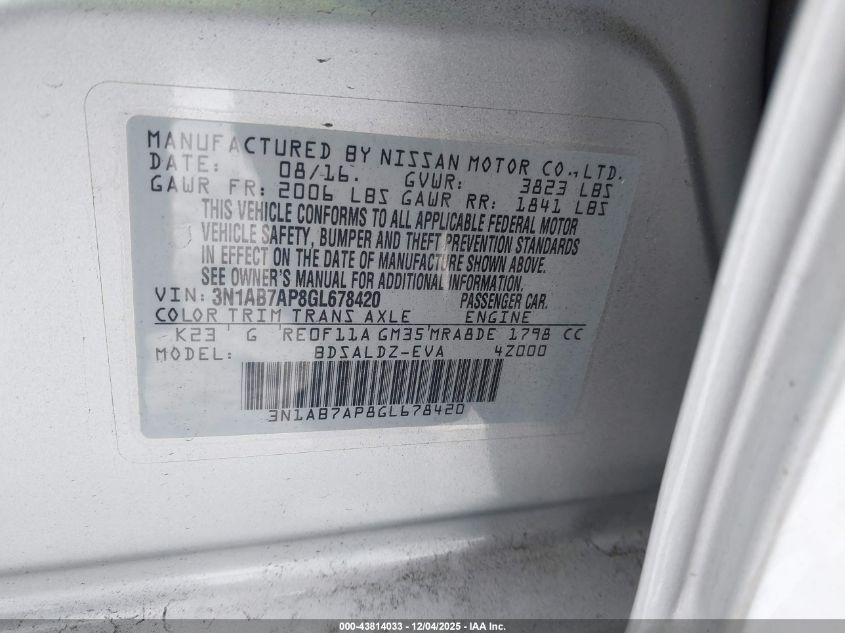 MANUFACTURED BY NISSAN MOTOR CO., LTD.
DATE: 08/16. GVWR: 3823 LBS
GAWR FR: 2006 LBS GAWR RR: 1841 LBS
THIS VEHICLE CONFORMS TO ALL APPLICABLE FEDERAL MOTOR
VEHICLE SAFETY, BUMPER AND THEFT PREVENTION STANDARDS
IN EFFECT ON THE DATE OF MANUFACTURE SHOWN ABOVE.
SEE OWNER'S MANUAL FOR ADDITIONAL INFORMATION.
VIN: 3N1AB7AP8GL678420 PASSENGER CAR.
COLOR TRIM TRANS AXLE ENGINE
K23 G RE0F11A GM35 MRA8DE 1798 CC
MODEL: BDSALDZ-EVA 4Z000
3N1AB7AP8GL678420
000-43814033 - 12/04/2025 - IAA Inc.